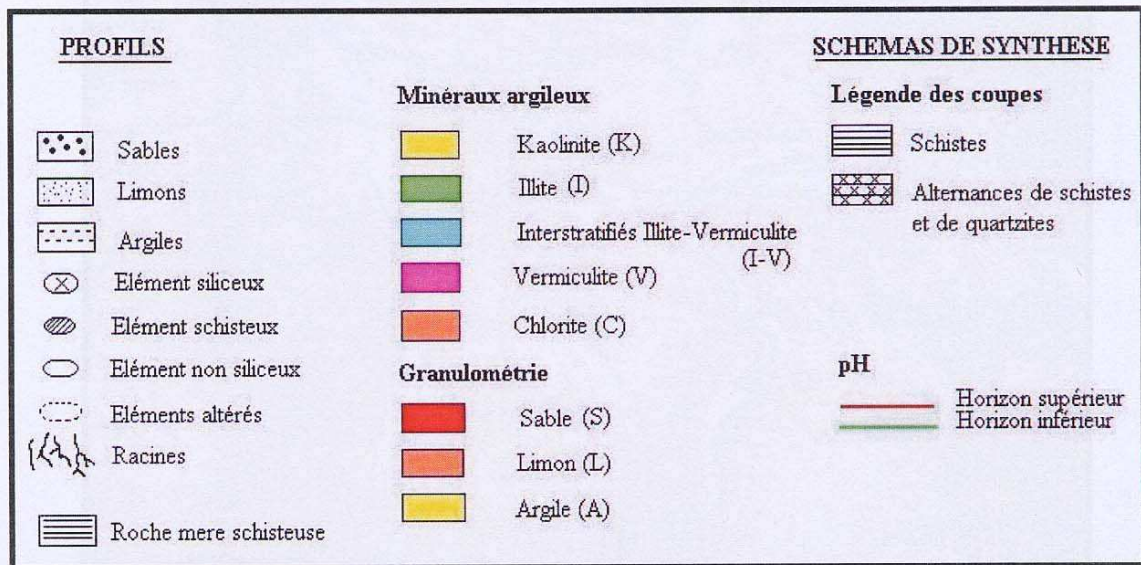 PROFILS
Sables
Limons
Argiles
Elément siliceux
Elément schisteux
Elément non siliceux
Eléments altérés
Racines
Roche mere schisteuse
Minéraux argileux
Kaolinite (K)
Illite (I)
Interstratifiés Illite-Vermiculite
(I-V)
Vermiculite (V)
Chlorite (C)
Granulométrie
Sable (S)
Limon (L)
Argile (A)
SCHEMAS DE SYNTHESE
Légende des coupes
Schistes
Alternances de schistes
et de quartzites
pH
Horizon supérieur
Horizon inférieur